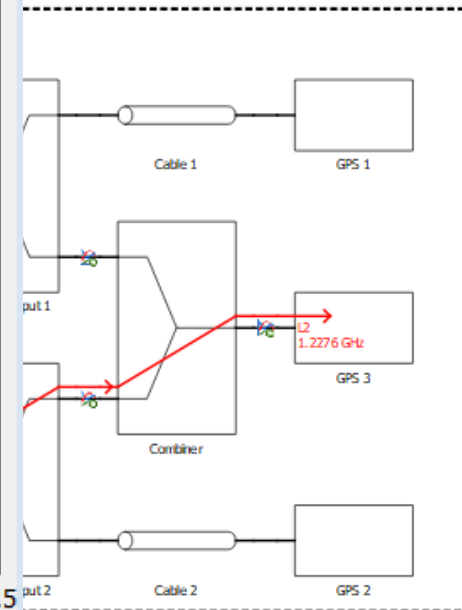 Cable 1
GPS 1
put 1
L2
1.2276 GHz
GPS 3
Combiner
.5
put 2
Cable 2
GPS 2